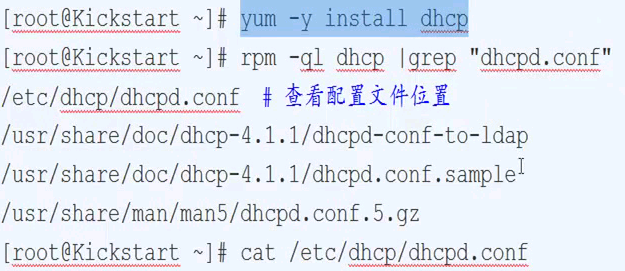 [root@Kickstart ~]# yum -y install dhcp
[root@Kickstart ~]# rpm -ql dhcp |grep "dhcpd.conf"
/etc/dhcp/dhcpd.conf  # 查看配置文件位置
/usr/share/doc/dhcp-4.1.1/dhcpd-conf-to-ldap
/usr/share/doc/dhcp-4.1.1/dhcpd.conf.sample
/usr/share/man/man5/dhcpd.conf.5.gz
[root@Kickstart ~]# cat /etc/dhcp/dhcpd.conf